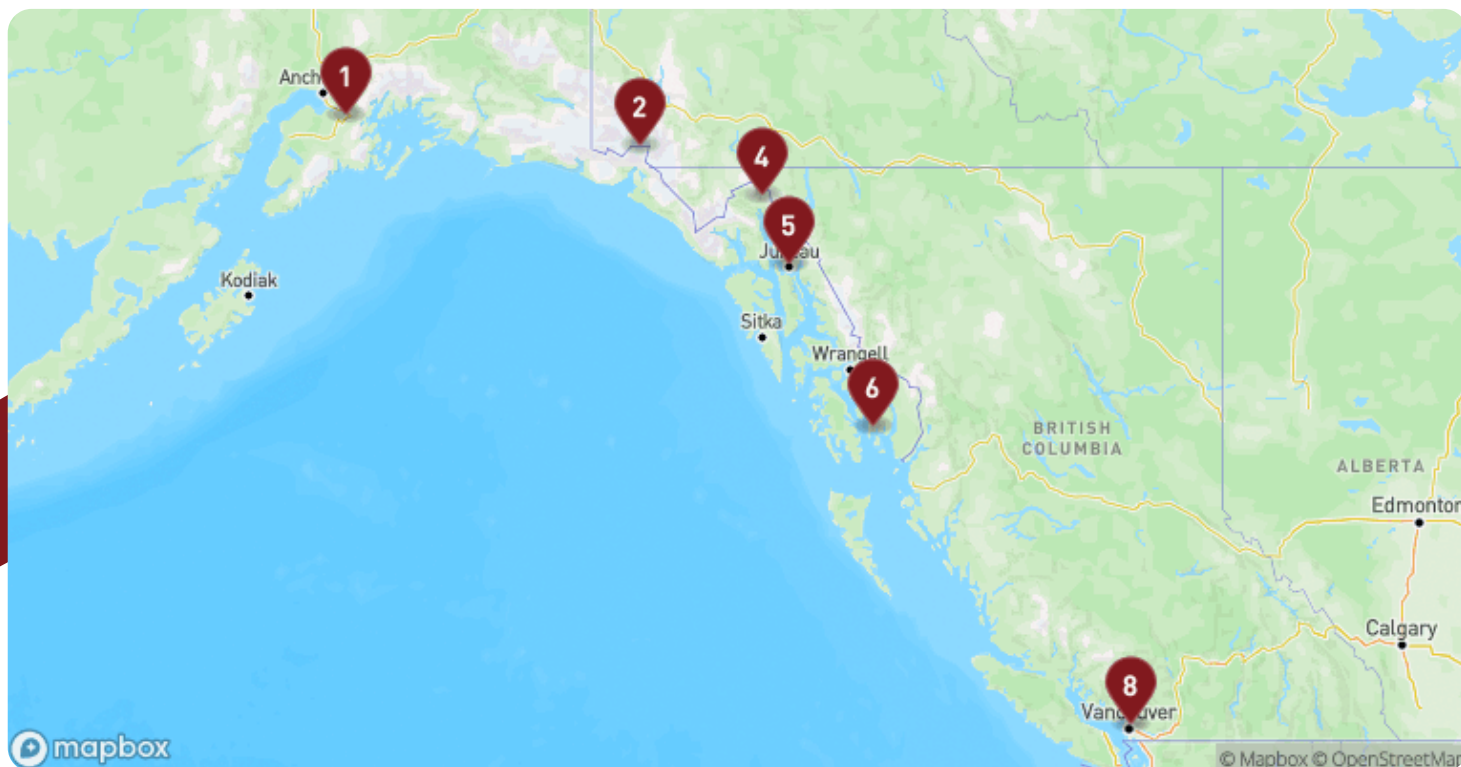 1
Anch
2
4
5
Juneau
Kodiak
Sitka
Wrangell
6
BRITISH
COLUMBIA
ALBERTA
Edmonton
Calgary
8
Vancouver
mapbox
© Mapbox © OpenStreetMap